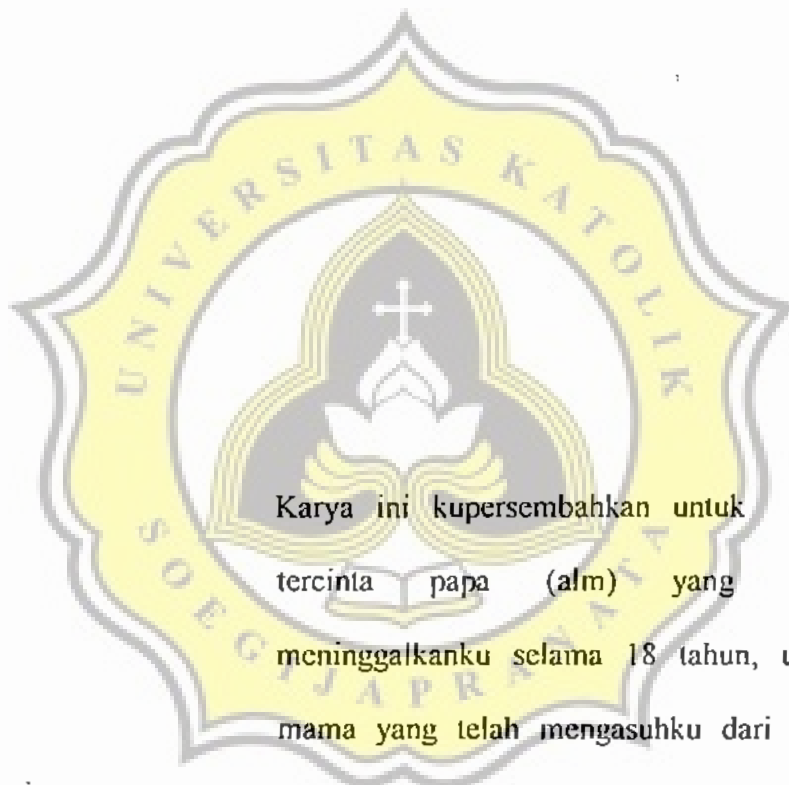 UNIVERSITAS KATOLIK
SOEGIJAPRANATA
Karya ini kupersembahkan untuk
tercinta papa (alm) yang
meninggalkanku selama 18 tahun, u
mama yang telah mengasuhku dari